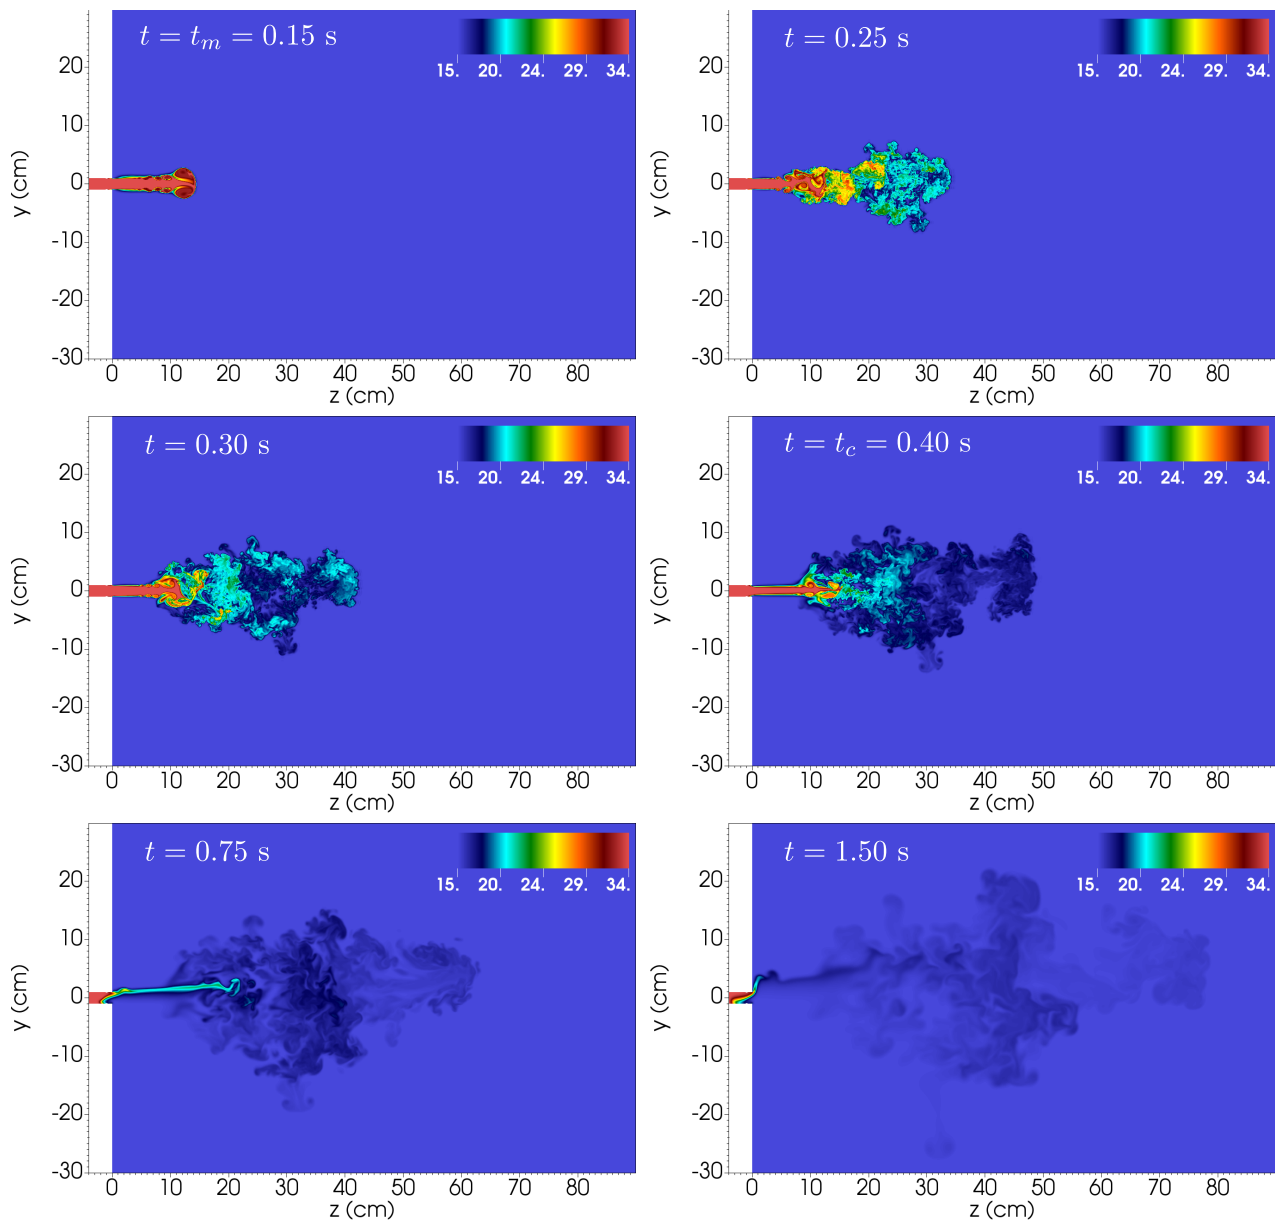 t = t_m = 0.15 s
15. 20. 24. 29. 34.
20
10
0
-10
-20
-30
y (cm)
0 10 20 30 40 50 60 70 80
z (cm)
t = 0.25 s
15. 20. 24. 29. 34.
20
10
0
-10
-20
-30
y (cm)
0 10 20 30 40 50 60 70 80
z (cm)
t = 0.30 s
15. 20. 24. 29. 34.
20
10
0
-10
-20
-30
y (cm)
0 10 20 30 40 50 60 70 80
z (cm)
t = t_c = 0.40 s
15. 20. 24. 29. 34.
20
10
0
-10
-20
-30
y (cm)
0 10 20 30 40 50 60 70 80
z (cm)
t = 0.75 s
15. 20. 24. 29. 34.
20
10
0
-10
-20
-30
y (cm)
0 10 20 30 40 50 60 70 80
z (cm)
t = 1.50 s
15. 20. 24. 29. 34.
20
10
0
-10
-20
-30
y (cm)
0 10 20 30 40 50 60 70 80
z (cm)